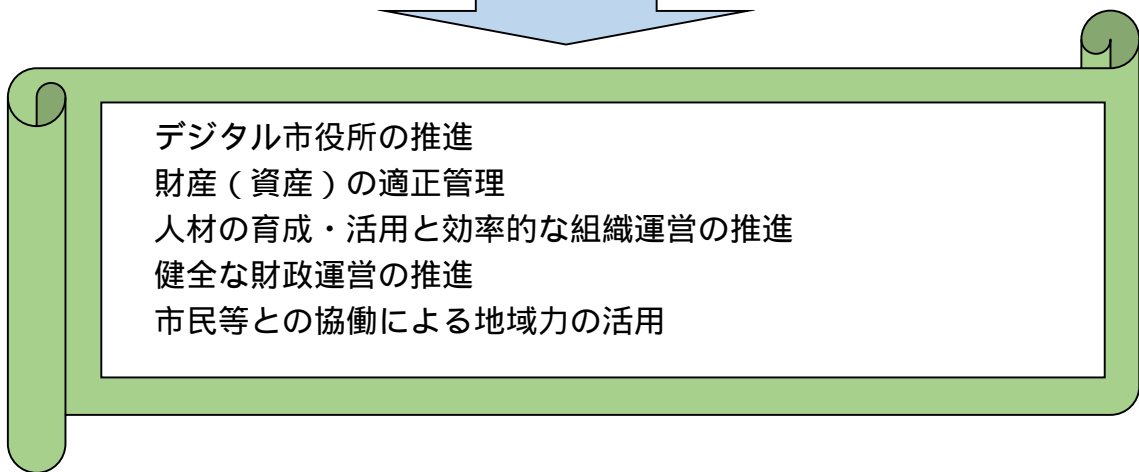 デジタル市役所の推進
財産（資産）の適正管理
人材の育成・活用と効率的な組織運営の推進
健全な財政運営の推進
市民等との協働による地域力の活用